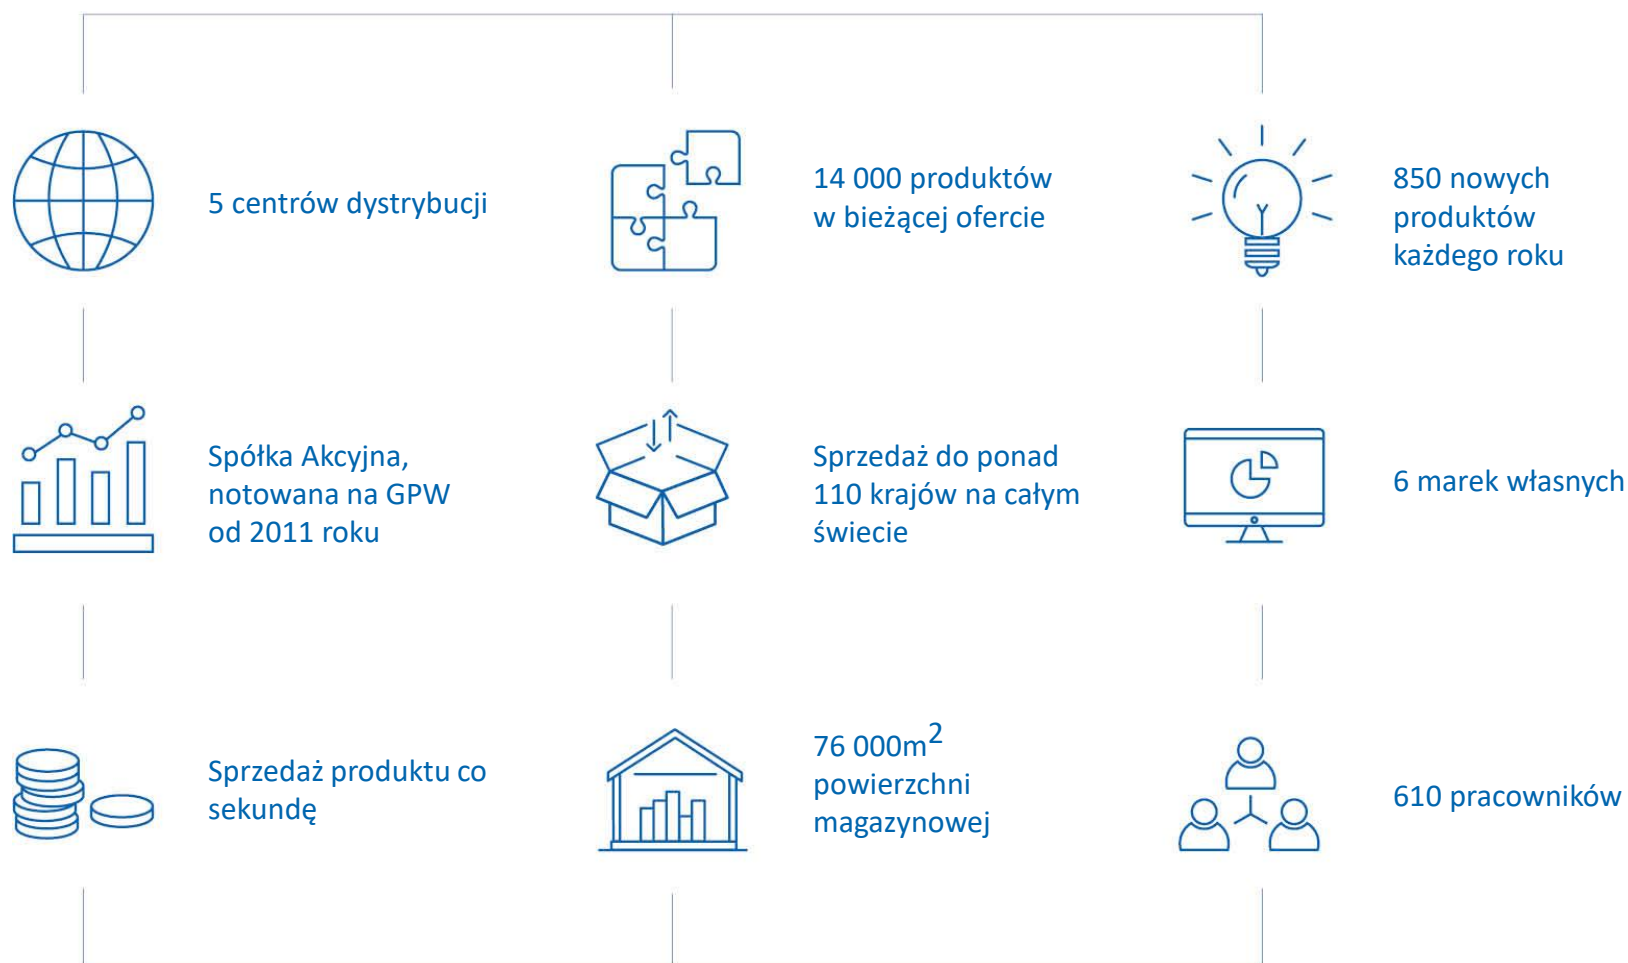 5 centrów dystrybucji
14 000 produktów
w bieżącej ofercie
850 nowych
produktów
każdego roku
Spółka Akcyjna,
notowana na GPW
od 2011 roku
Sprzedaż do ponad
110 krajów na całym
świecie
6 marek własnych
Sprzedaż produktu co
sekundę
76 000m²
powierzchni
magazynowej
610 pracowników